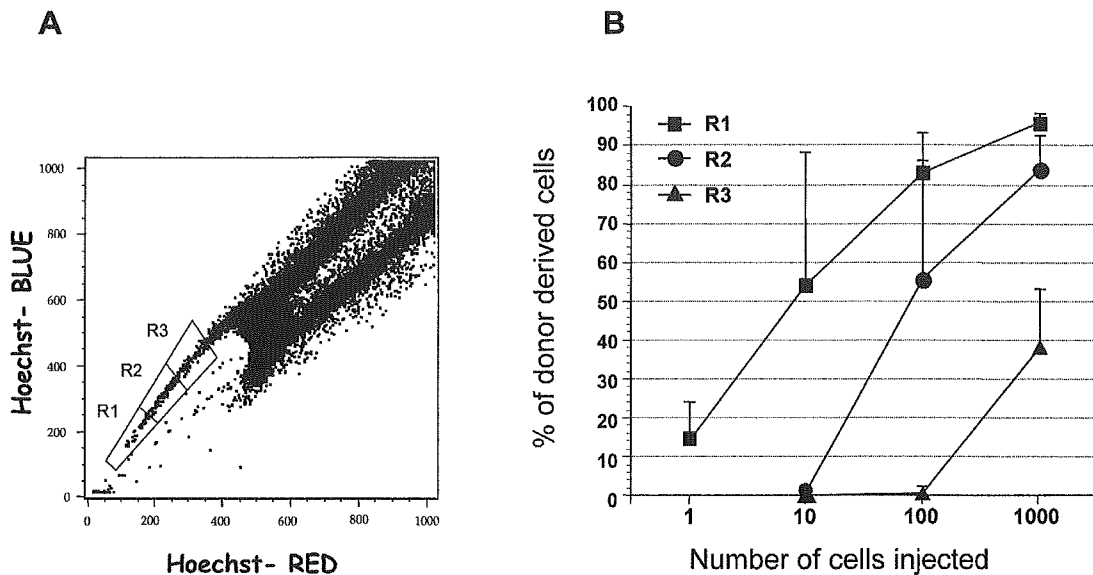 A
Hoechst- BLUE
1000
800
600
400
200
0
R3
R2
R1
0 200 400 600 800 1000
Hoechst- RED
B
% of donor derived cells
100
90
80
70
60
50
40
30
20
10
0
R1
R2
R3
1 10 100 1000
Number of cells injected